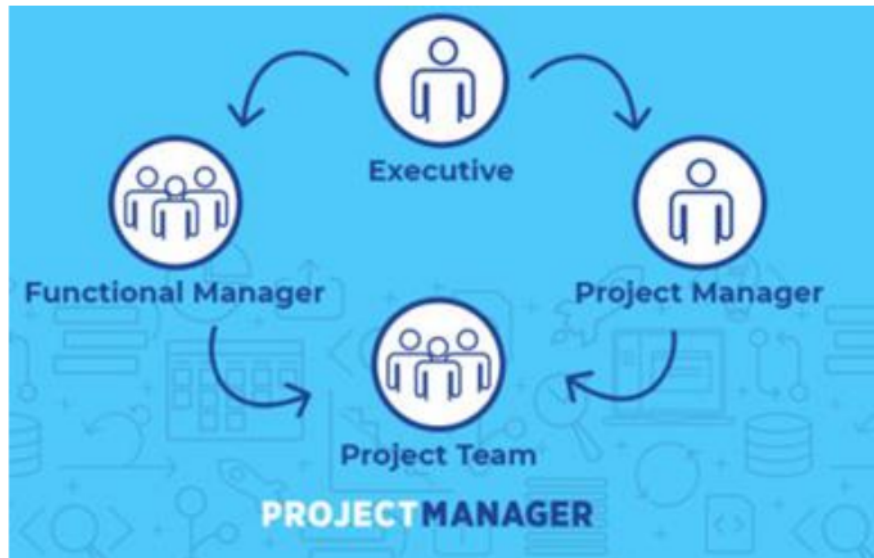 Executive
Functional Manager
Project Manager
Project Team
PROJECTMANAGER